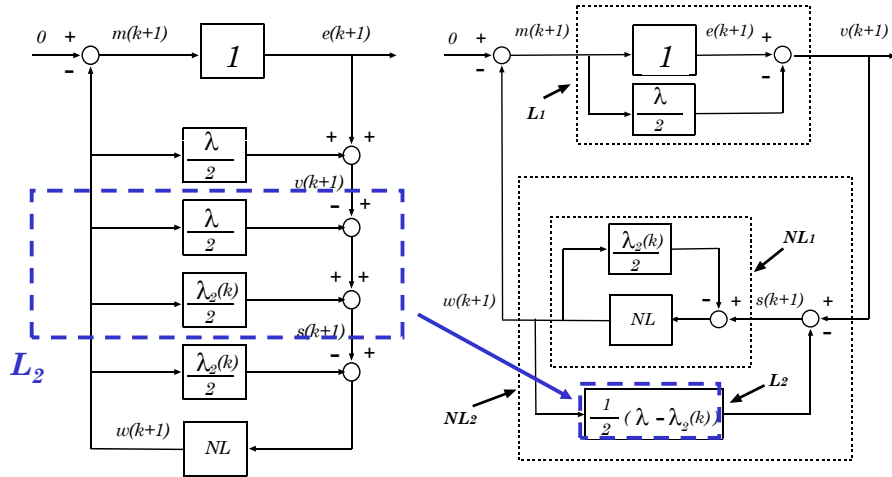 0 + m(k+1) e(k+1)
-
1
λ/2
+ +
v(k+1)
λ/2
- +
λ₂(k)/2
+ +
s(k+1)
L₂
λ₂(k)/2
- +
w(k+1)
NL
0 + m(k+1) e(k+1) + v(k+1)
- 1 -
L1
λ/2
λ₂(k)/2
NL1
w(k+1)
- + s(k+1) +
NL -
L2
NL2
1/2 (λ - λ₂(k))